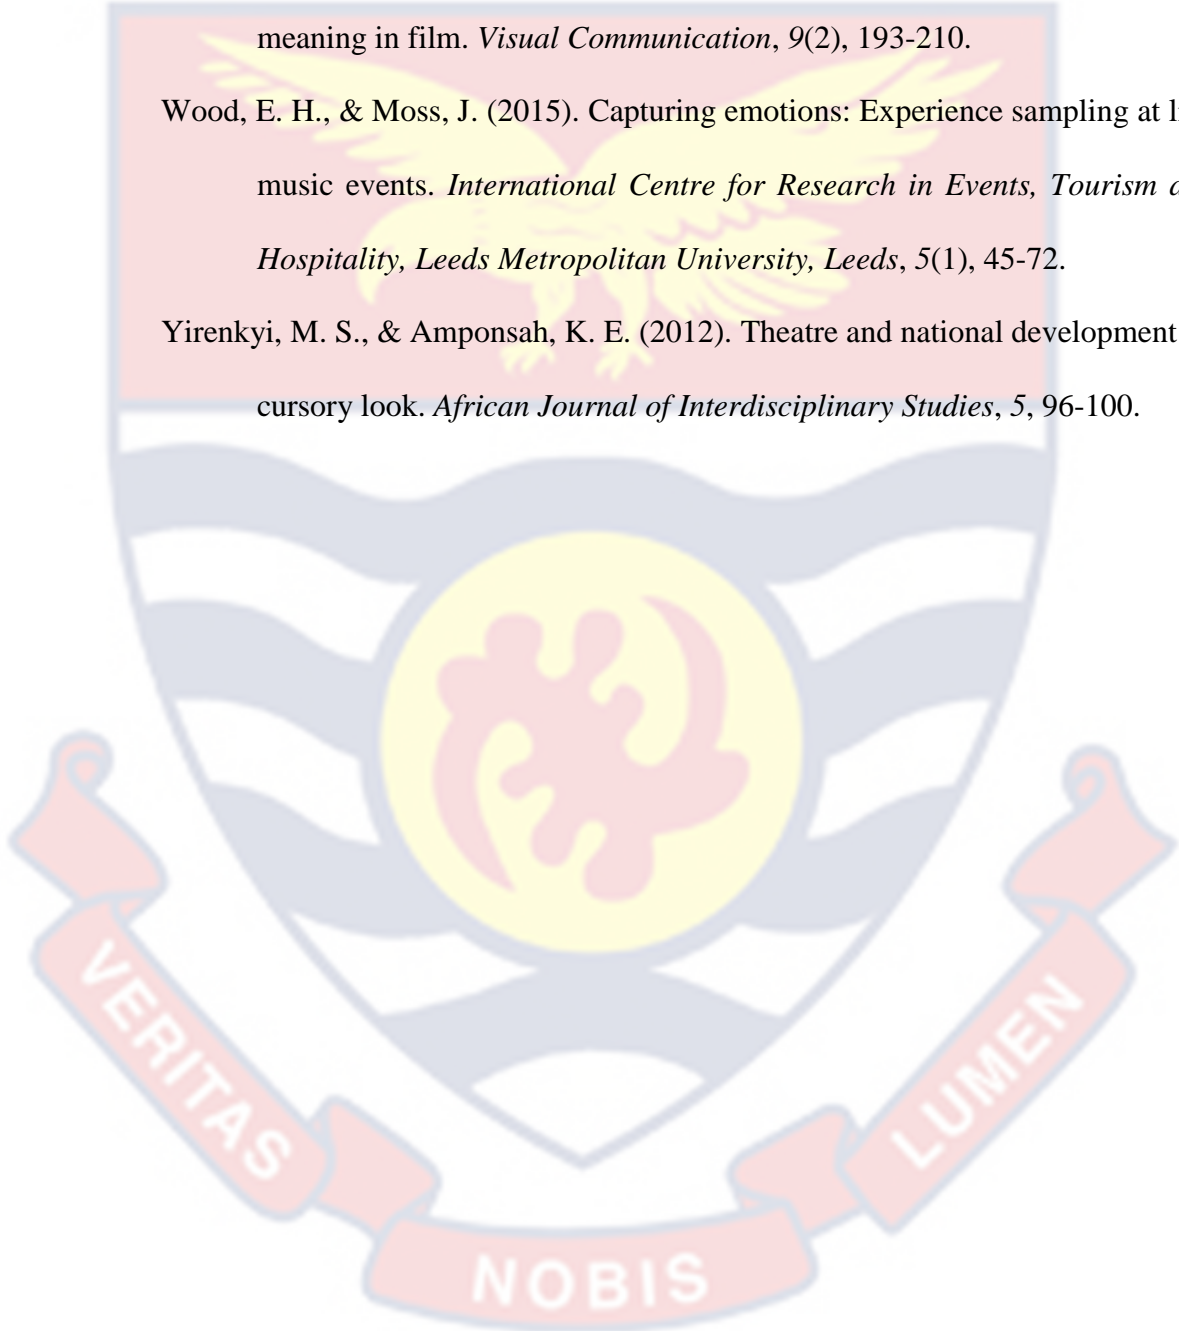 meaning in film. Visual Communication, 9(2), 193-210.
Wood, E. H., & Moss, J. (2015). Capturing emotions: Experience sampling at
music events. International Centre for Research in Events, Tourism
Hospitality, Leeds Metropolitan University, Leeds, 5(1), 45-72.
Yirenkyi, M. S., & Amponsah, K. E. (2012). Theatre and national development
cursory look. African Journal of Interdisciplinary Studies, 5, 96-100.
VERITAS
NOBIS
LUMEN